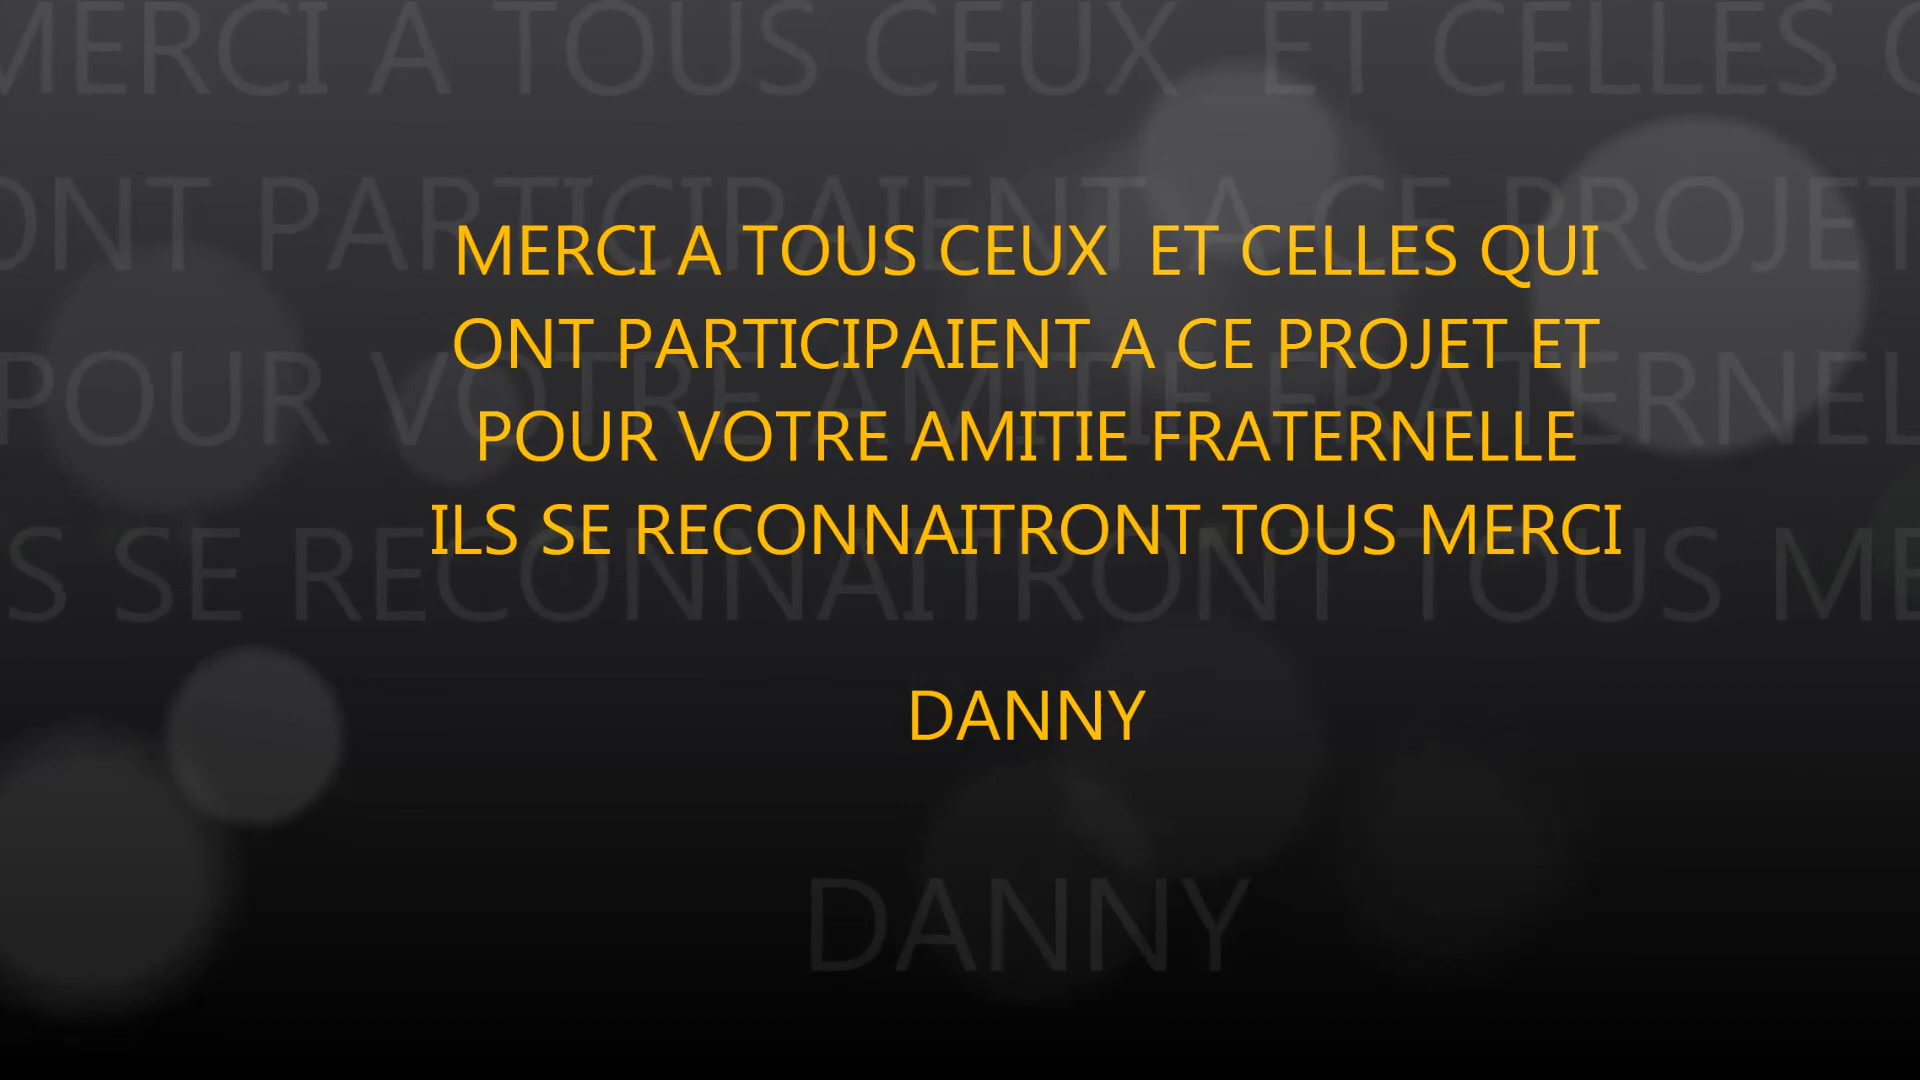 MERCI A TOUS CEUX  ET CELLES QUI
ONT PARTICIPAIENT A CE PROJET ET
POUR VOTRE AMITIE FRATERNELLE
ILS SE RECONNAITRONT TOUS MERCI
DANNY